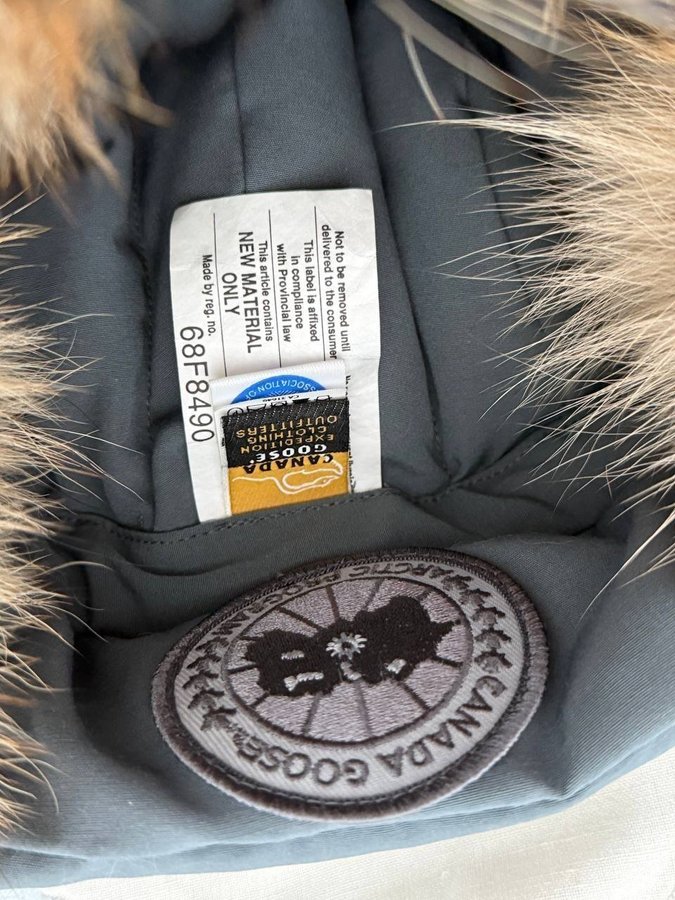 Not to be removed until
delivered to the consumer
This label is affixed
in compliance
with Provincial law
This article contains
NEW MATERIAL
ONLY
Made by reg. no.
68F8490
SSOCIATION OF
CANADA
GOOSE
EXPEDITION
CLOTHING
OUTFITTERS
ARCTIC PROGRAM
CANADA GOOSE